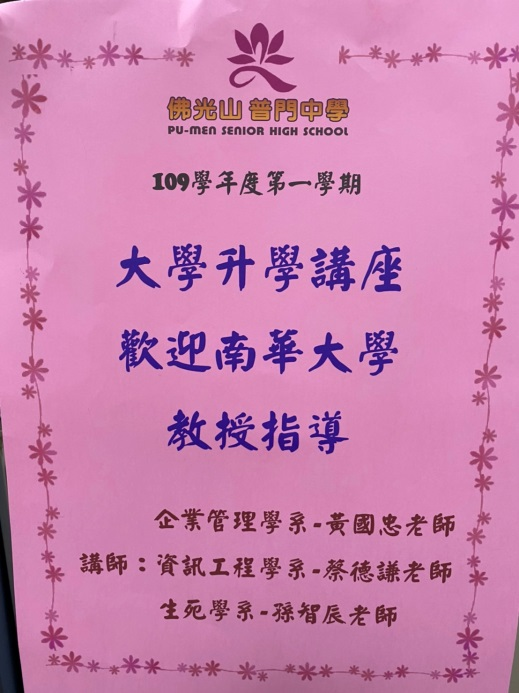 佛光山 普門中學
PU-MEN SENIOR HIGH SCHOOL
109學年度第一學期
大學升學講座
歡迎南華大學
教授指導
企業管理學系-黃國忠老師
講師：資訊工程學系-蔡德謙老師
生死學系-孫智辰老師